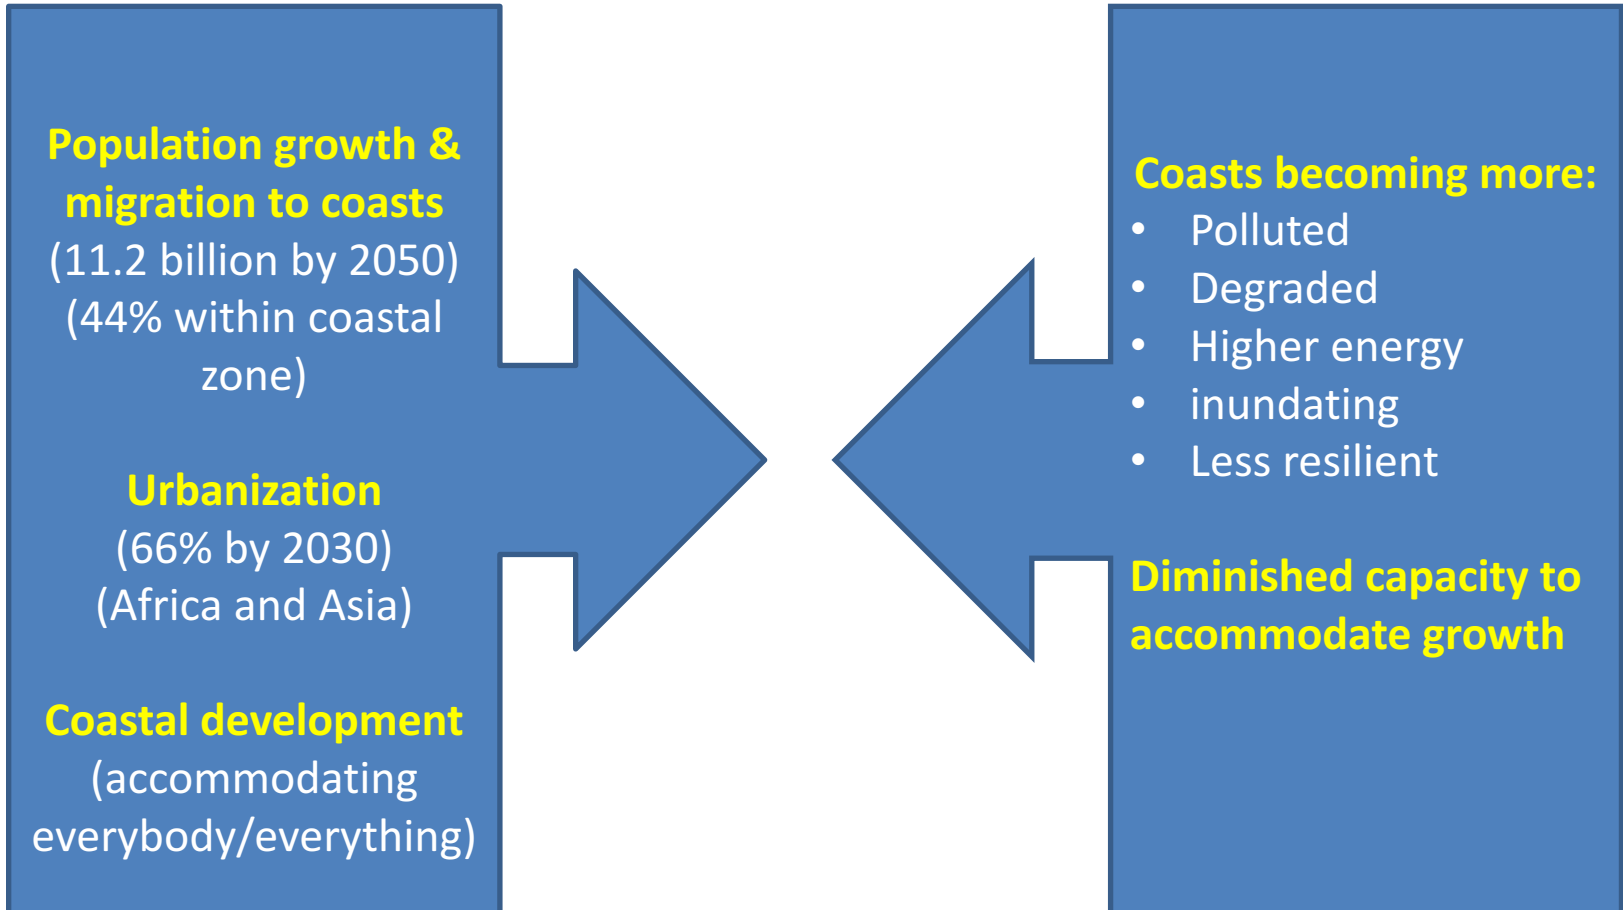 Population growth &
migration to coasts
(11.2 billion by 2050)
(44% within coastal
zone)
Urbanization
(66% by 2030)
(Africa and Asia)
Coastal development
(accommodating
everybody/everything)
Coasts becoming more:
• Polluted
• Degraded
• Higher energy
• inundating
• Less resilient
Diminished capacity to
accommodate growth